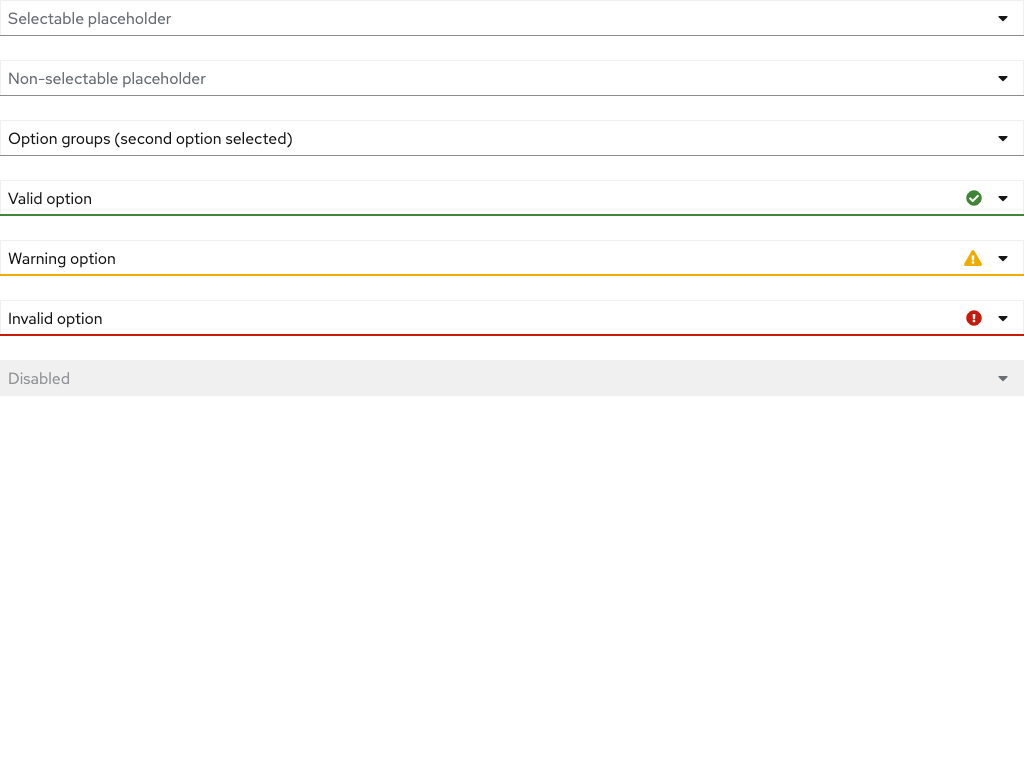 Selectable placeholder
Non-selectable placeholder
Option groups (second option selected)
Valid option
Warning option
Invalid option
Disabled